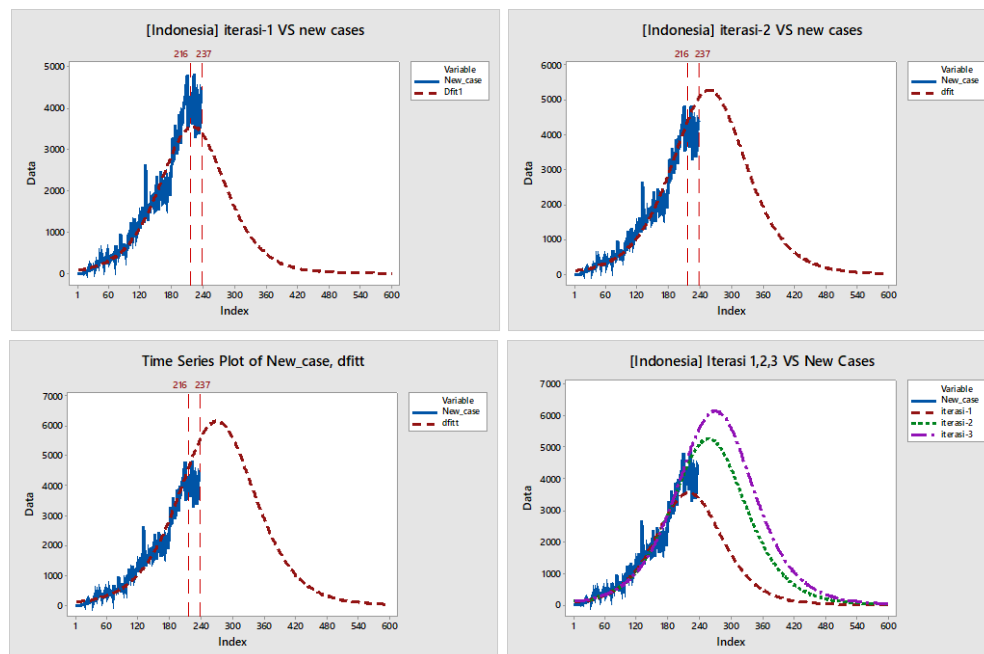 [Indonesia] iterasi-1 VS new cases
216 237
5000
4000
3000
2000
1000
0
Data
1 60 120 180 240 300 360 420 480 540 600
Index
Variable
New_case
Dfit1
[Indonesia] iterasi-2 VS new cases
216 237
6000
5000
4000
3000
2000
1000
0
Data
1 60 120 180 240 300 360 420 480 540 600
Index
Variable
New_case
dfit
Time Series Plot of New_case, dfitt
216 237
7000
6000
5000
4000
3000
2000
1000
0
Data
1 60 120 180 240 300 360 420 480 540 600
Index
Variable
New_case
dfitt
[Indonesia] Iterasi 1,2,3 VS New Cases
7000
6000
5000
4000
3000
2000
1000
0
Data
1 60 120 180 240 300 360 420 480 540 600
Index
Variable
New_case
iterasi-1
iterasi-2
iterasi-3